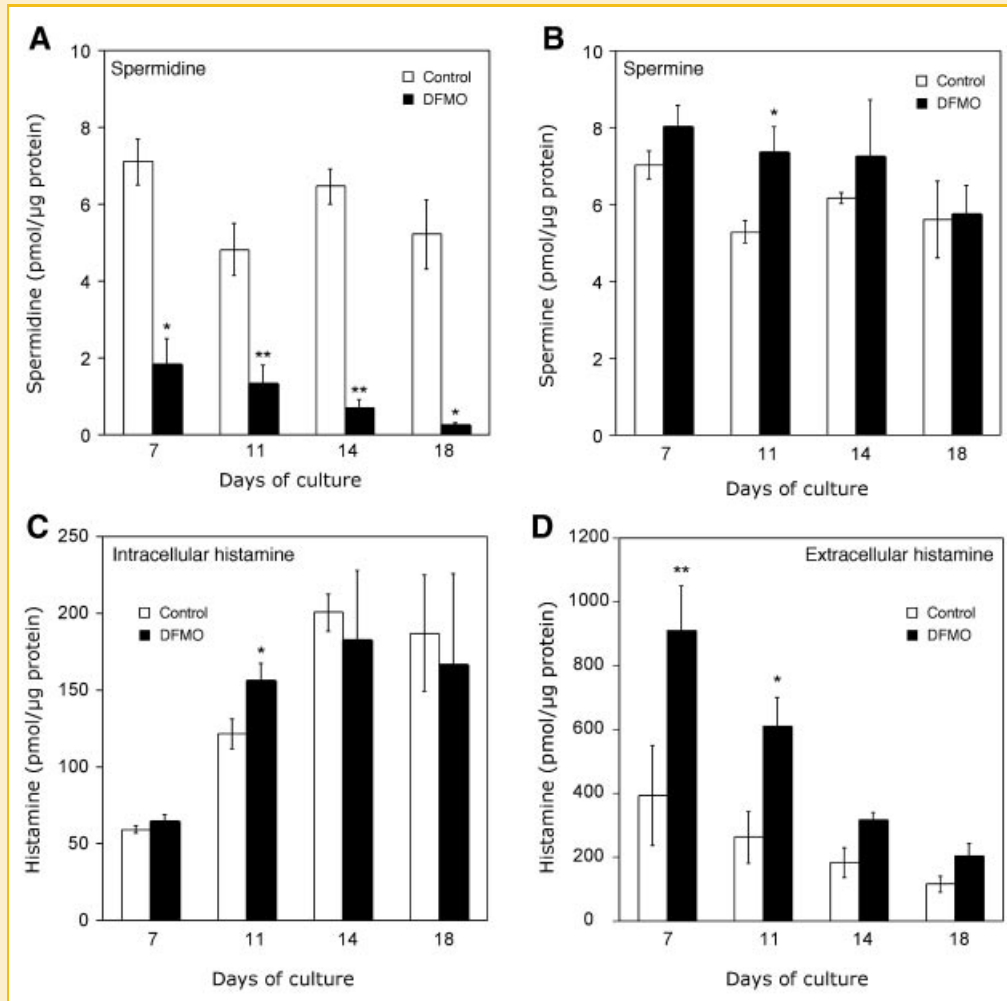 A
Spermidine
Control
DFMO
Spermidine (pmol/µg protein)
10
8
6
4
2
0
*
**
**
*
7 11 14 18
Days of culture
B
Spermine
Control
DFMO
Spermine (pmol/µg protein)
10
8
6
4
2
0
*
7 11 14 18
Days of culture
C
Intracellular histamine
Control
DFMO
Histamine (pmol/µg protein)
250
200
150
100
50
0
*
7 11 14 18
Days of culture
D
Extracellular histamine
Control
DFMO
Histamine (pmol/µg protein)
1200
1000
800
600
400
200
0
**
*
7 11 14 18
Days of culture